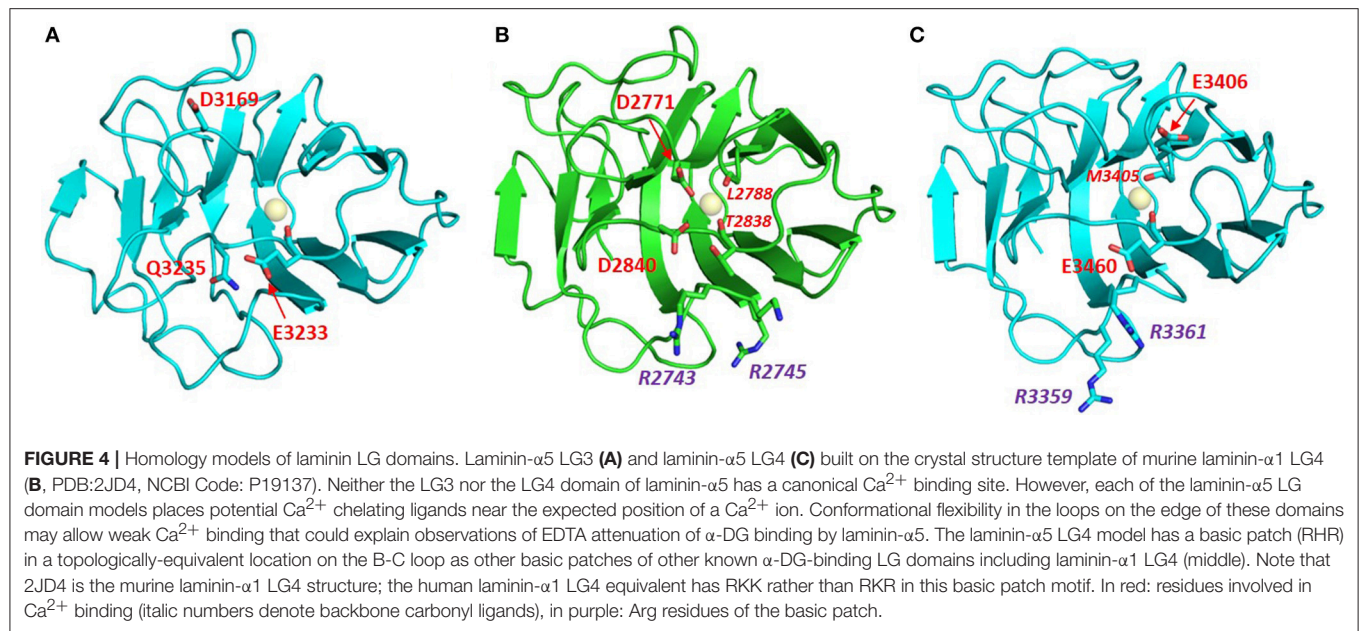 A
B
C
D3169
D2771
E3406
L2788
M3405
T2838
Q3235
D2840
E3460
E3233
R3361
R2743
R2745
R3359
FIGURE 4 | Homology models of laminin LG domains. Laminin-α5 LG3 (A) and laminin-α5 LG4 (C) built on the crystal structure template of murine laminin-α1 LG4
(B, PDB:2JD4, NCBI Code: P19137). Neither the LG3 nor the LG4 domain of laminin-α5 has a canonical Ca²⁺ binding site. However, each of the laminin-α5 LG
domain models places potential Ca²⁺ chelating ligands near the expected position of a Ca²⁺ ion. Conformational flexibility in the loops on the edge of these domains
may allow weak Ca²⁺ binding that could explain observations of EDTA attenuation of α-DG binding by laminin-α5. The laminin-α5 LG4 model has a basic patch (RHR)
in a topologically-equivalent location on the B-C loop as other basic patches of other known α-DG-binding LG domains including laminin-α1 LG4 (middle). Note that
2JD4 is the murine laminin-α1 LG4 structure; the human laminin-α1 LG4 equivalent has RKK rather than RKR in this basic patch motif. In red: residues involved in
Ca²⁺ binding (italic numbers denote backbone carbonyl ligands), in purple: Arg residues of the basic patch.